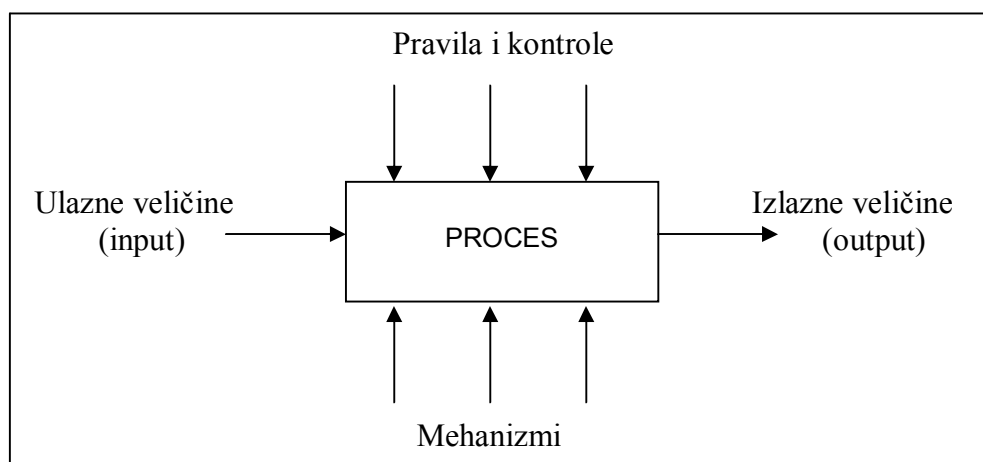 Pravila i kontrole
Ulazne veličine
(input)
PROCES
Izlazne veličine
(output)
Mehanizmi